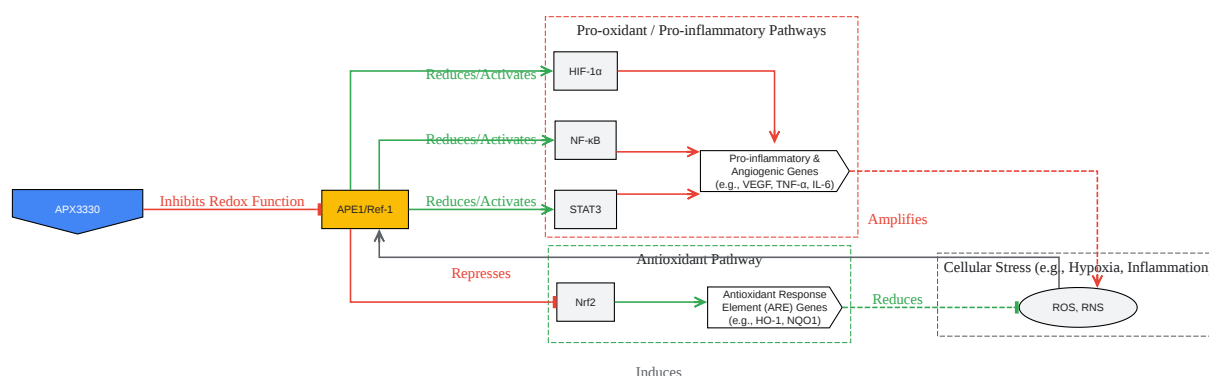 Pro-oxidant / Pro-inflammatory Pathways
Reduces/Activates
HIF-1α
Reduces/Activates
NF-κB
Pro-inflammatory &
Angiogenic Genes
(e.g., VEGF, TNF-α, IL-6)
APX3330
Inhibits Redox Function
APE1/Ref-1
Reduces/Activates
STAT3
Amplifies
Antioxidant Pathway
Cellular Stress (e.g., Hypoxia, Inflammation
Represses
Nrf2
Antioxidant Response
Element (ARE) Genes
(e.g., HO-1, NQO1)
Reduces
ROS, RNS
Induces